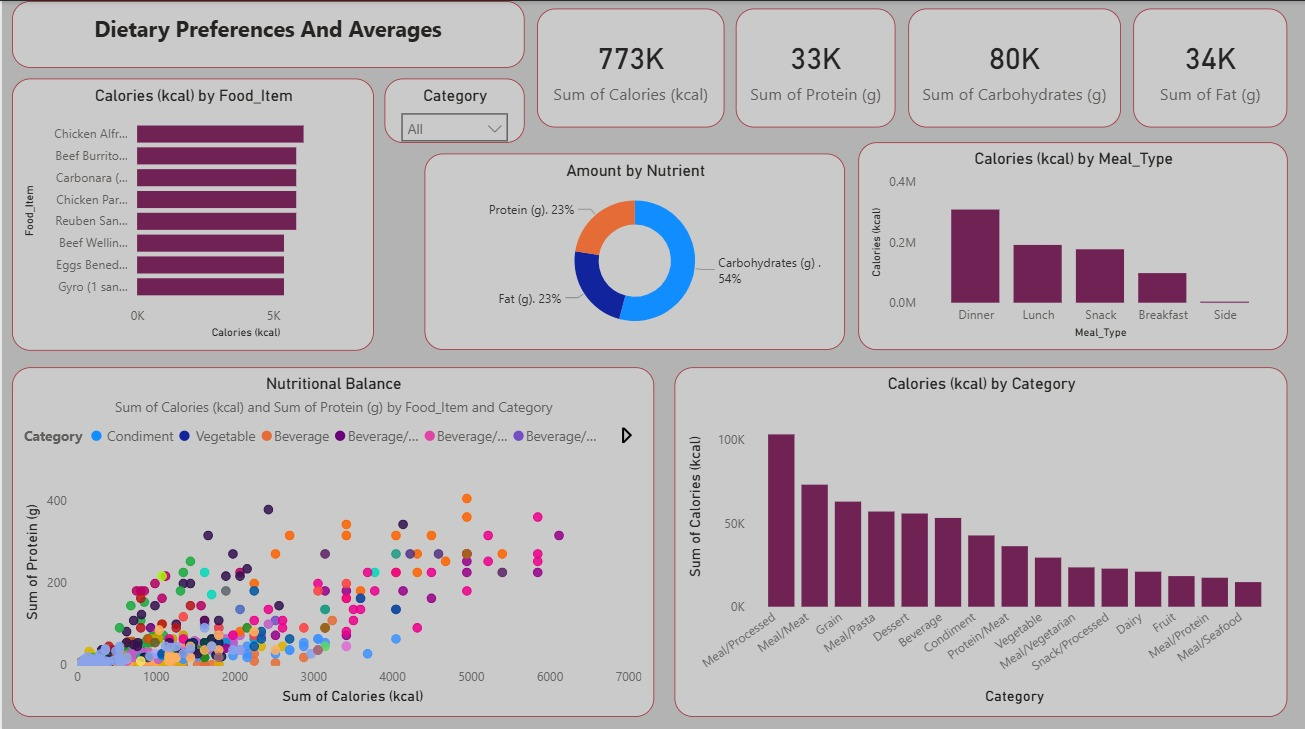 Dietary Preferences And Averages
773K
Sum of Calories (kcal)
33K
Sum of Protein (g)
80K
Sum of Carbohydrates (g)
34K
Sum of Fat (g)
Calories (kcal) by Food_Item
Food_Item
Chicken Alfr...
Beef Burrito...
Carbonara (...
Chicken Par...
Reuben San...
Beef Wellin...
Eggs Bened...
Gyro (1 san...
0K
5K
Calories (kcal)
Category
All
Amount by Nutrient
Protein (g). 23%
Carbohydrates (g) .
54%
Fat (g). 23%
Calories (kcal) by Meal_Type
Calories (kcal)
0.4M
0.2M
0.0M
Dinner
Lunch
Snack
Breakfast
Side
Meal_Type
Nutritional Balance
Sum of Calories (kcal) and Sum of Protein (g) by Food_Item and Category
Category
Condiment
Vegetable
Beverage
Beverage/...
Beverage/...
Beverage/...
Sum of Protein (g)
400
200
0
0
1000
2000
3000
4000
5000
6000
7000
Sum of Calories (kcal)
Calories (kcal) by Category
Sum of Calories (kcal)
100K
50K
0K
Meal/Processed
Meal/Meat
Grain
Meal/Pasta
Dessert
Beverage
Condiment
Protein/Meat
Vegetable
Meal/Vegetarian
Snack/Processed
Dairy
Fruit
Meal/Protein
Meal/Seafood
Category